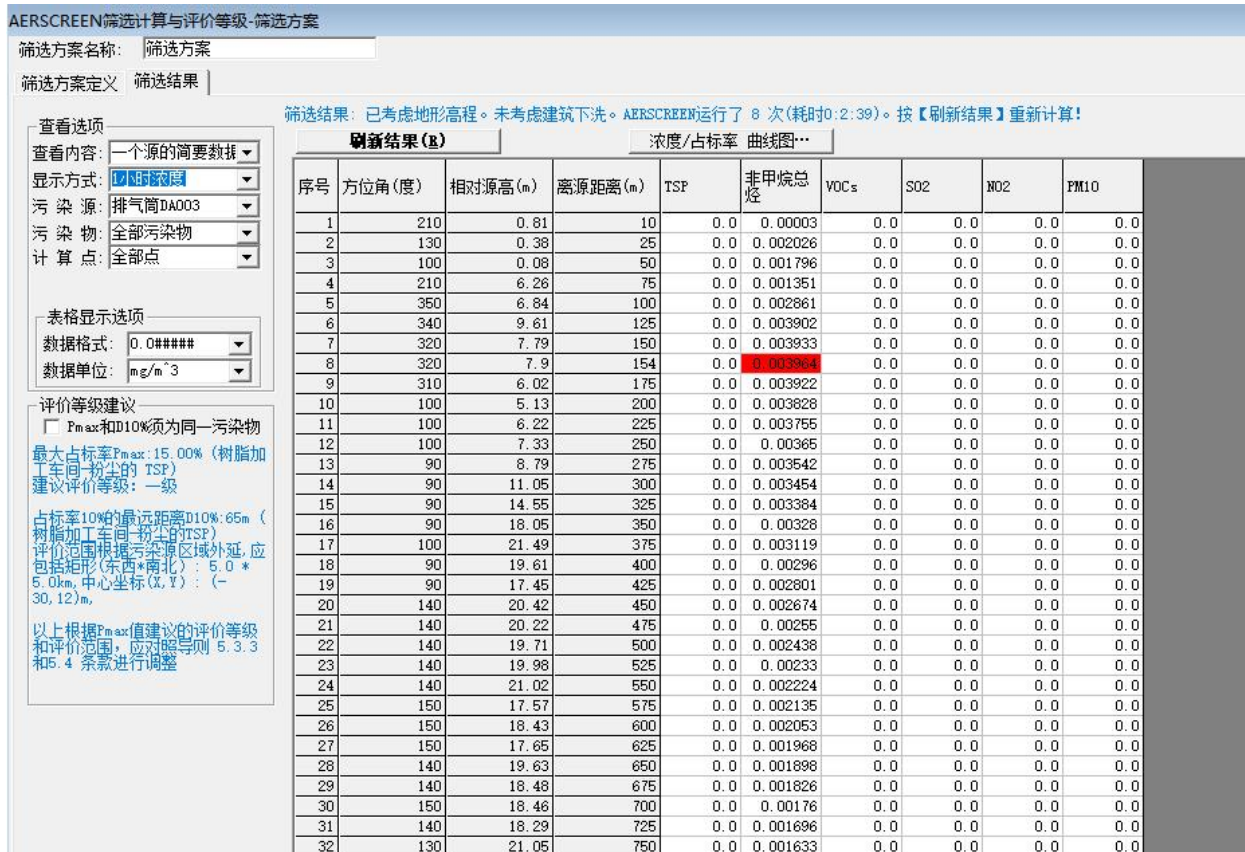 AERSCREEN筛选计算与评价等级-筛选方案
筛选方案名称: 筛选方案
筛选方案定义 筛选结果
筛选结果: 已考虑地形高程。未考虑建筑下洗。AERSCREEN运行了 8 次(耗时0:2:39)。按【刷新结果】重新计算!
查看选项
查看内容: 一个源的简要数据
显示方式: 1小时浓度
污 染 源: 排气筒DA003
污 染 物: 全部污染物
计 算 点: 全部点
表格显示选项
数据格式: 0.0#####
数据单位: mg/m^3
评价等级建议
Pmax和D10%须为同一污染物
最大占标率Pmax:15.00% (树脂加
工车间-粉尘的 TSP)
建议评价等级: 一级
占标率10%的最远距离D10%:65m (
树脂加工车间-粉尘的TSP)
评价范围根据污染源区域外延,应
包括矩形(东西*南北) : 5.0 *
5.0km,中心坐标(X,Y) : (-
30,12)m,
以上根据Pmax值建议的评价等级
和评价范围, 应对照导则 5.3.3
和5.4 条款进行调整
刷新结果(R) 浓度/占标率 曲线图…
序号 方位角(度) 相对源高(m) 离源距离(m) TSP 非甲烷总烃 VOCs SO2 NO2 PM10
1 210 0.81 10 0.0 0.00003 0.0 0.0 0.0 0.0
2 130 0.38 25 0.0 0.002026 0.0 0.0 0.0 0.0
3 100 0.08 50 0.0 0.001796 0.0 0.0 0.0 0.0
4 210 6.26 75 0.0 0.001351 0.0 0.0 0.0 0.0
5 350 6.84 100 0.0 0.002861 0.0 0.0 0.0 0.0
6 340 9.61 125 0.0 0.003902 0.0 0.0 0.0 0.0
7 320 7.79 150 0.0 0.003933 0.0 0.0 0.0 0.0
8 320 7.9 154 0.0 0.003964 0.0 0.0 0.0 0.0
9 310 6.02 175 0.0 0.003922 0.0 0.0 0.0 0.0
10 100 5.13 200 0.0 0.003828 0.0 0.0 0.0 0.0
11 100 6.22 225 0.0 0.003755 0.0 0.0 0.0 0.0
12 100 7.33 250 0.0 0.00365 0.0 0.0 0.0 0.0
13 90 8.79 275 0.0 0.003542 0.0 0.0 0.0 0.0
14 90 11.05 300 0.0 0.003454 0.0 0.0 0.0 0.0
15 90 14.55 325 0.0 0.003384 0.0 0.0 0.0 0.0
16 90 18.05 350 0.0 0.00328 0.0 0.0 0.0 0.0
17 100 21.49 375 0.0 0.003119 0.0 0.0 0.0 0.0
18 90 19.61 400 0.0 0.00296 0.0 0.0 0.0 0.0
19 90 17.45 425 0.0 0.002801 0.0 0.0 0.0 0.0
20 140 20.42 450 0.0 0.002674 0.0 0.0 0.0 0.0
21 140 20.22 475 0.0 0.00255 0.0 0.0 0.0 0.0
22 140 19.71 500 0.0 0.002438 0.0 0.0 0.0 0.0
23 140 19.98 525 0.0 0.00233 0.0 0.0 0.0 0.0
24 140 21.02 550 0.0 0.002224 0.0 0.0 0.0 0.0
25 150 17.57 575 0.0 0.002135 0.0 0.0 0.0 0.0
26 150 18.43 600 0.0 0.002053 0.0 0.0 0.0 0.0
27 150 17.65 625 0.0 0.001968 0.0 0.0 0.0 0.0
28 140 19.63 650 0.0 0.001898 0.0 0.0 0.0 0.0
29 140 18.48 675 0.0 0.001826 0.0 0.0 0.0 0.0
30 150 18.46 700 0.0 0.00176 0.0 0.0 0.0 0.0
31 140 18.29 725 0.0 0.001696 0.0 0.0 0.0 0.0
32 130 21.05 750 0.0 0.001633 0.0 0.0 0.0 0.0